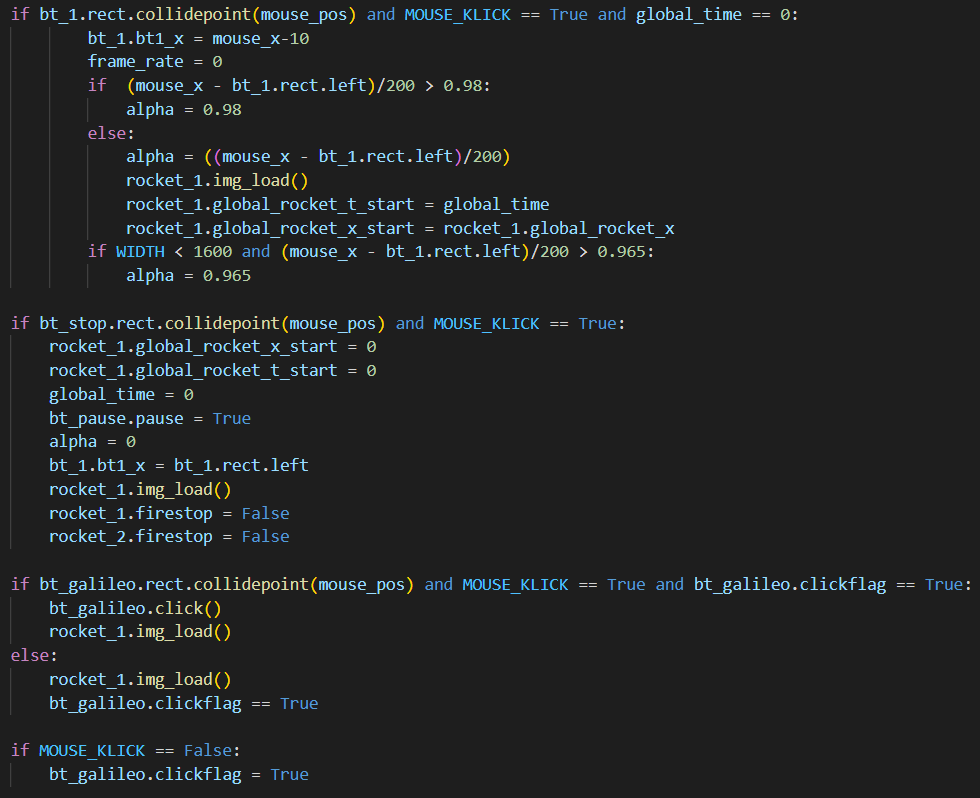 if bt_1.rect.collidepoint(mouse_pos) and MOUSE_KLICK == True and global_time == 0:
        bt_1.bt1_x = mouse_x-10
        frame_rate = 0
        if  (mouse_x - bt_1.rect.left)/200 > 0.98:
            alpha = 0.98
        else:
            alpha = ((mouse_x - bt_1.rect.left)/200)
            rocket_1.img_load()
            rocket_1.global_rocket_t_start = global_time
            rocket_1.global_rocket_x_start = rocket_1.global_rocket_x
        if WIDTH < 1600 and (mouse_x - bt_1.rect.left)/200 > 0.965:
            alpha = 0.965

if bt_stop.rect.collidepoint(mouse_pos) and MOUSE_KLICK == True:
    rocket_1.global_rocket_x_start = 0
    rocket_1.global_rocket_t_start = 0
    global_time = 0
    bt_pause.pause = True
    alpha = 0
    bt_1.bt1_x = bt_1.rect.left
    rocket_1.img_load()
    rocket_1.firestop = False
    rocket_2.firestop = False

if bt_galileo.rect.collidepoint(mouse_pos) and MOUSE_KLICK == True and bt_galileo.clickflag == True:
    bt_galileo.click()
    rocket_1.img_load()
else:
    rocket_1.img_load()
    bt_galileo.clickflag == True

if MOUSE_KLICK == False:
    bt_galileo.clickflag = True